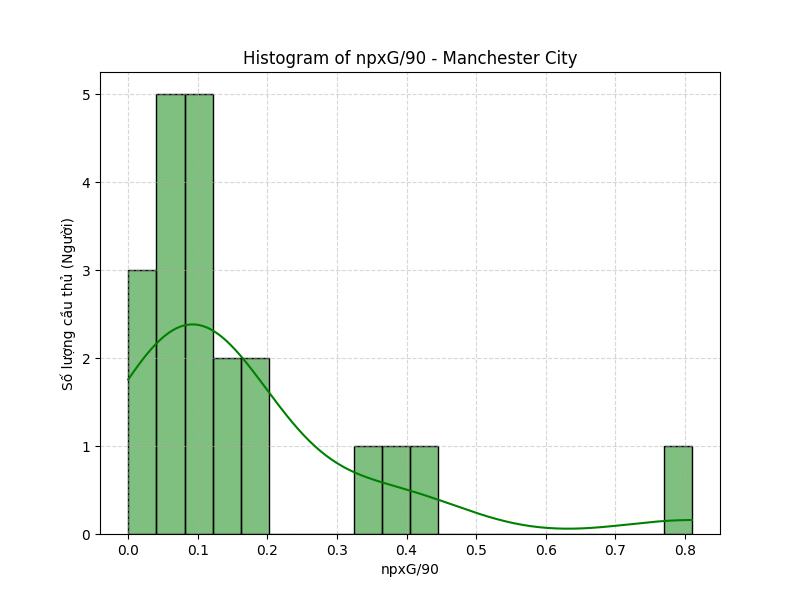 Histogram of npxG/90 - Manchester City
Số lượng cầu thủ (Người)
5
4
3
2
1
0
0.0 0.1 0.2 0.3 0.4 0.5 0.6 0.7 0.8
npxG/90